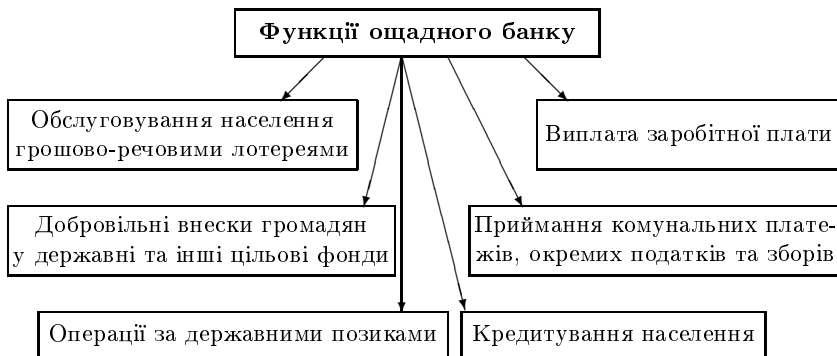 Функції ощадного банку
Обслуговування населення
грошово-речовими лотереями
Виплата заробітної плати
Добровільні внески громадян
у державні та інші цільові фонди
Приймання комунальних плате-
жів, окремих податків та зборів
Операції за державними позиками
Кредитування населення